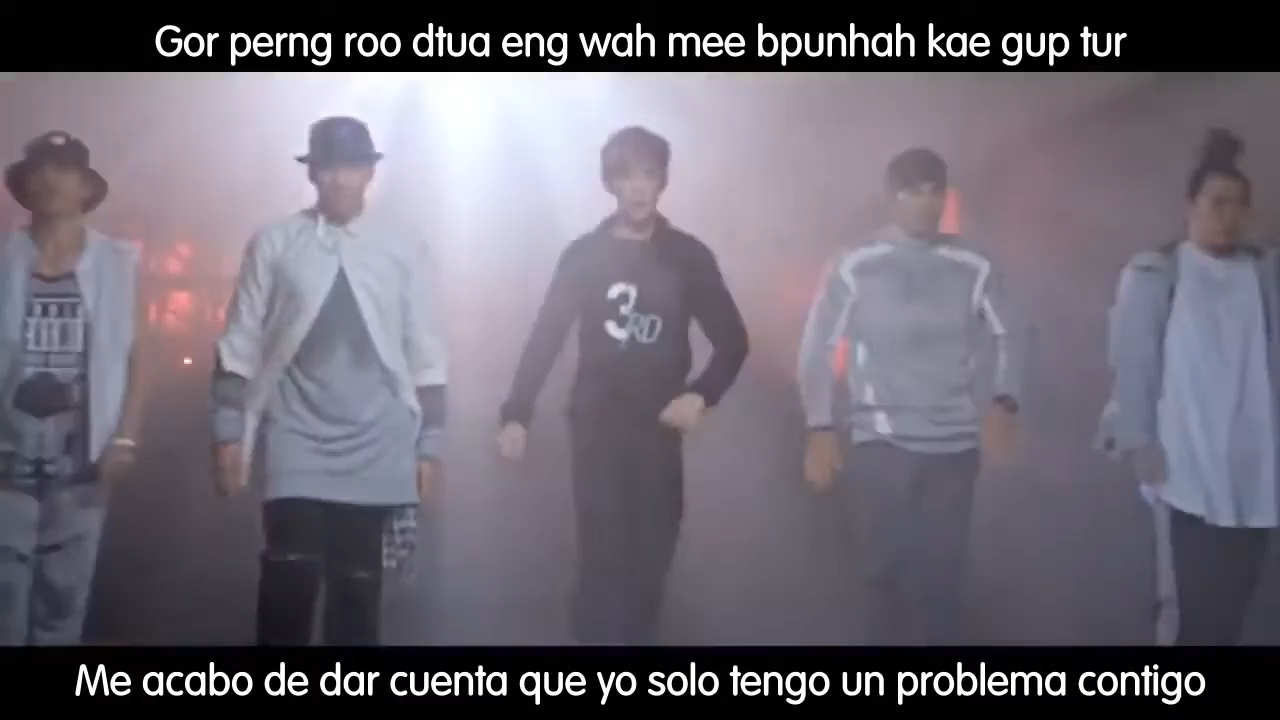 Gor perng roo dtua eng wah mee bpunhah kae gup tur
3RD
Me acabo de dar cuenta que yo solo tengo un problema contigo